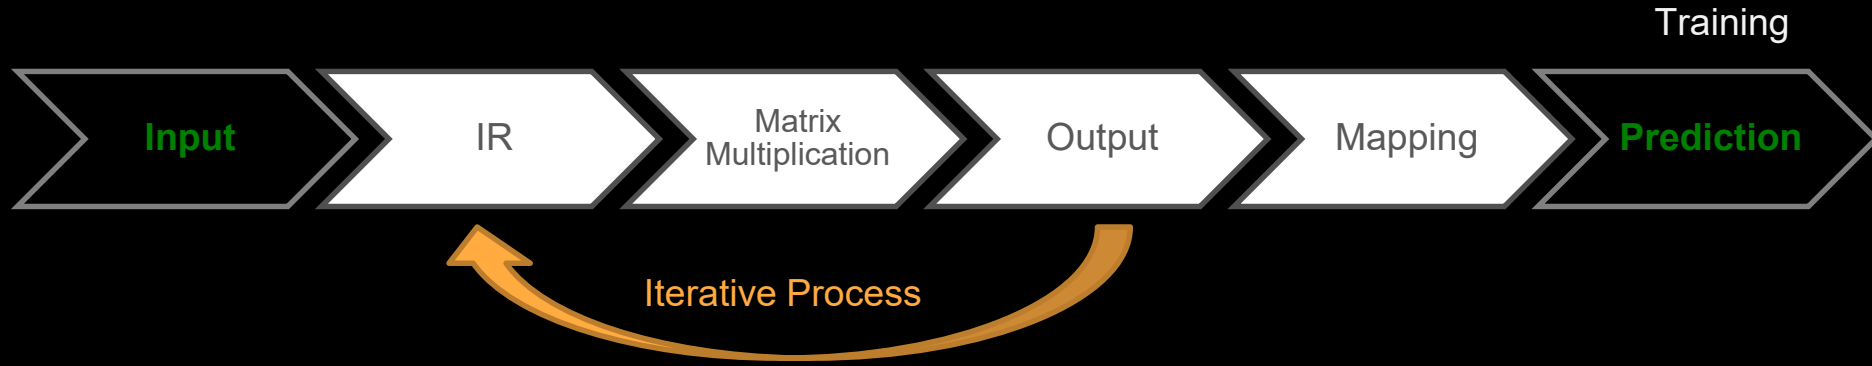 Training
Input
IR
Matrix
Multiplication
Output
Mapping
Prediction
Iterative Process